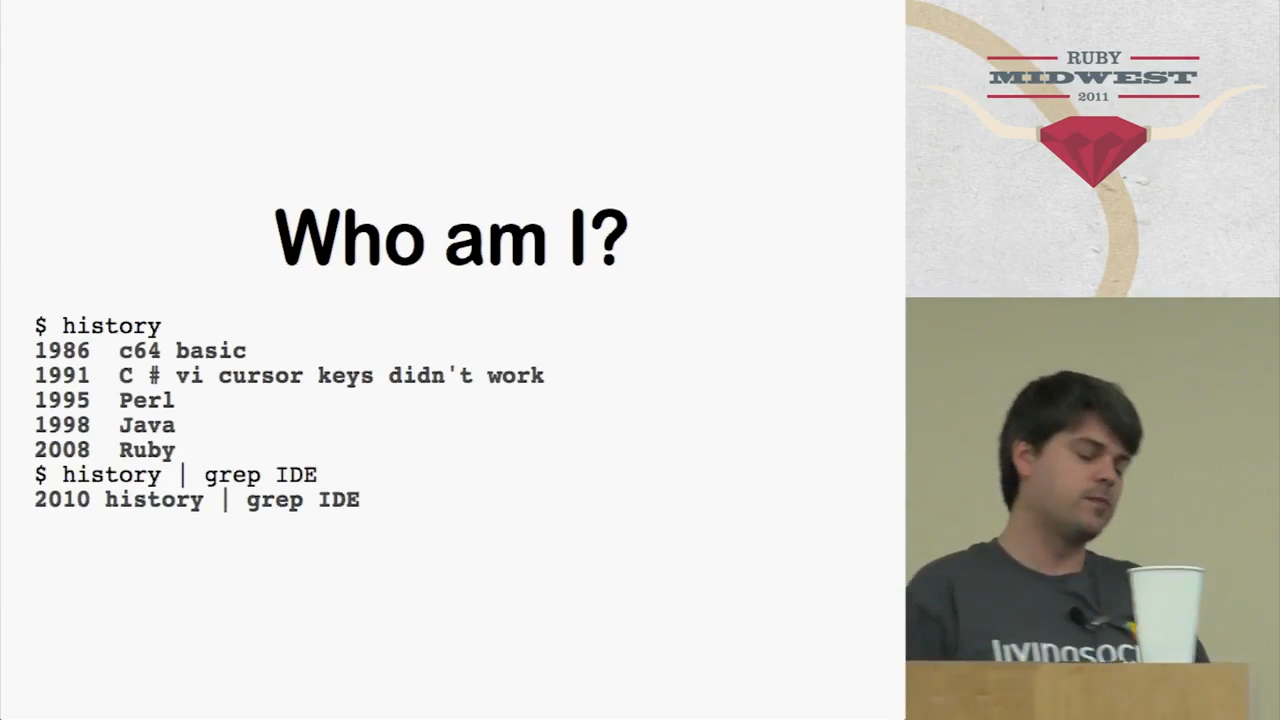 Who am I?
$ history
1986 c64 basic
1991 C # vi cursor keys didn't work
1995 Perl
1998 Java
2008 Ruby
$ history | grep IDE
2010 history | grep IDE
RUBY
MIDWEST
2011
livingsoc